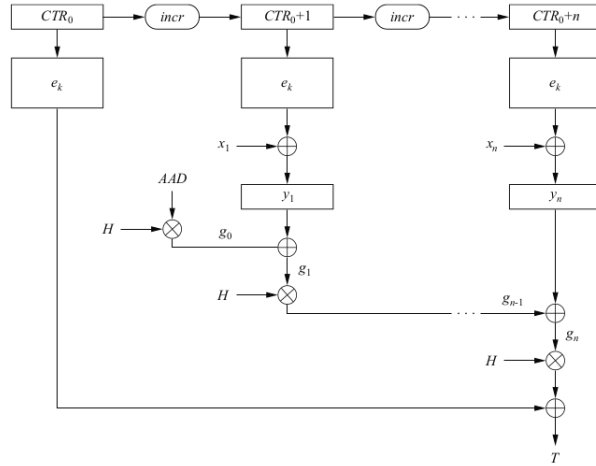 CTR0 incr CTR0+1 incr · · · CTR0+n
ek ek ek
x1 xn
AAD y1 yn
H g0
g1
H · · · gn-1
gn
H
T